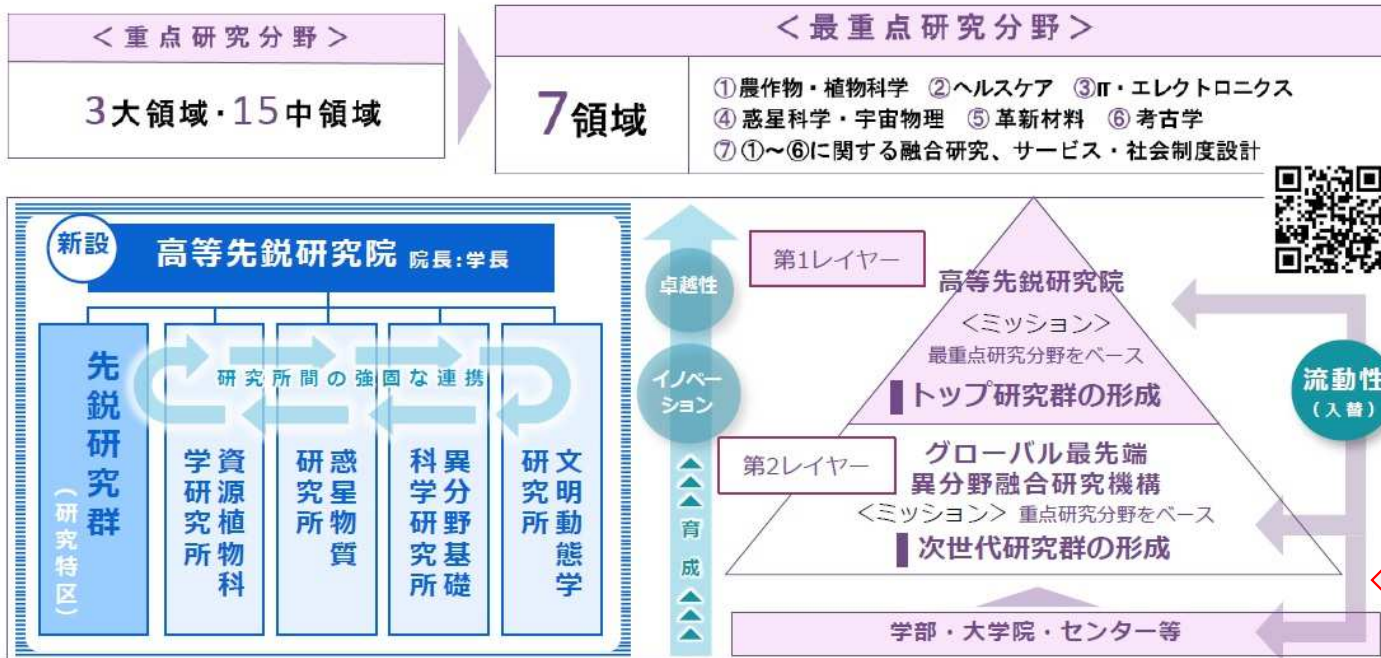 ＜重点研究分野＞
3大領域・15中領域
＜最重点研究分野＞
7領域
①農作物・植物科学 ②ヘルスケア ③IT・エレクトロニクス
④惑星科学・宇宙物理 ⑤革新材料 ⑥考古学
⑦①～⑥に関する融合研究、サービス・社会制度設計
新設
高等先鋭研究院 院長:学長
研究所間の強固な連携
先鋭研究群
（研究特区）
資源植物科
学研究所
惑星物質
研究所
異分野基礎
科学研究所
文明動態学
研究所
卓越性
イノベー
ション
育成
第1レイヤー
高等先鋭研究院
＜ミッション＞
最重点研究分野をベース
トップ研究群の形成
第2レイヤー
グローバル最先端
異分野融合研究機構
＜ミッション＞ 重点研究分野をベース
次世代研究群の形成
流動性
（入替）
学部・大学院・センター等